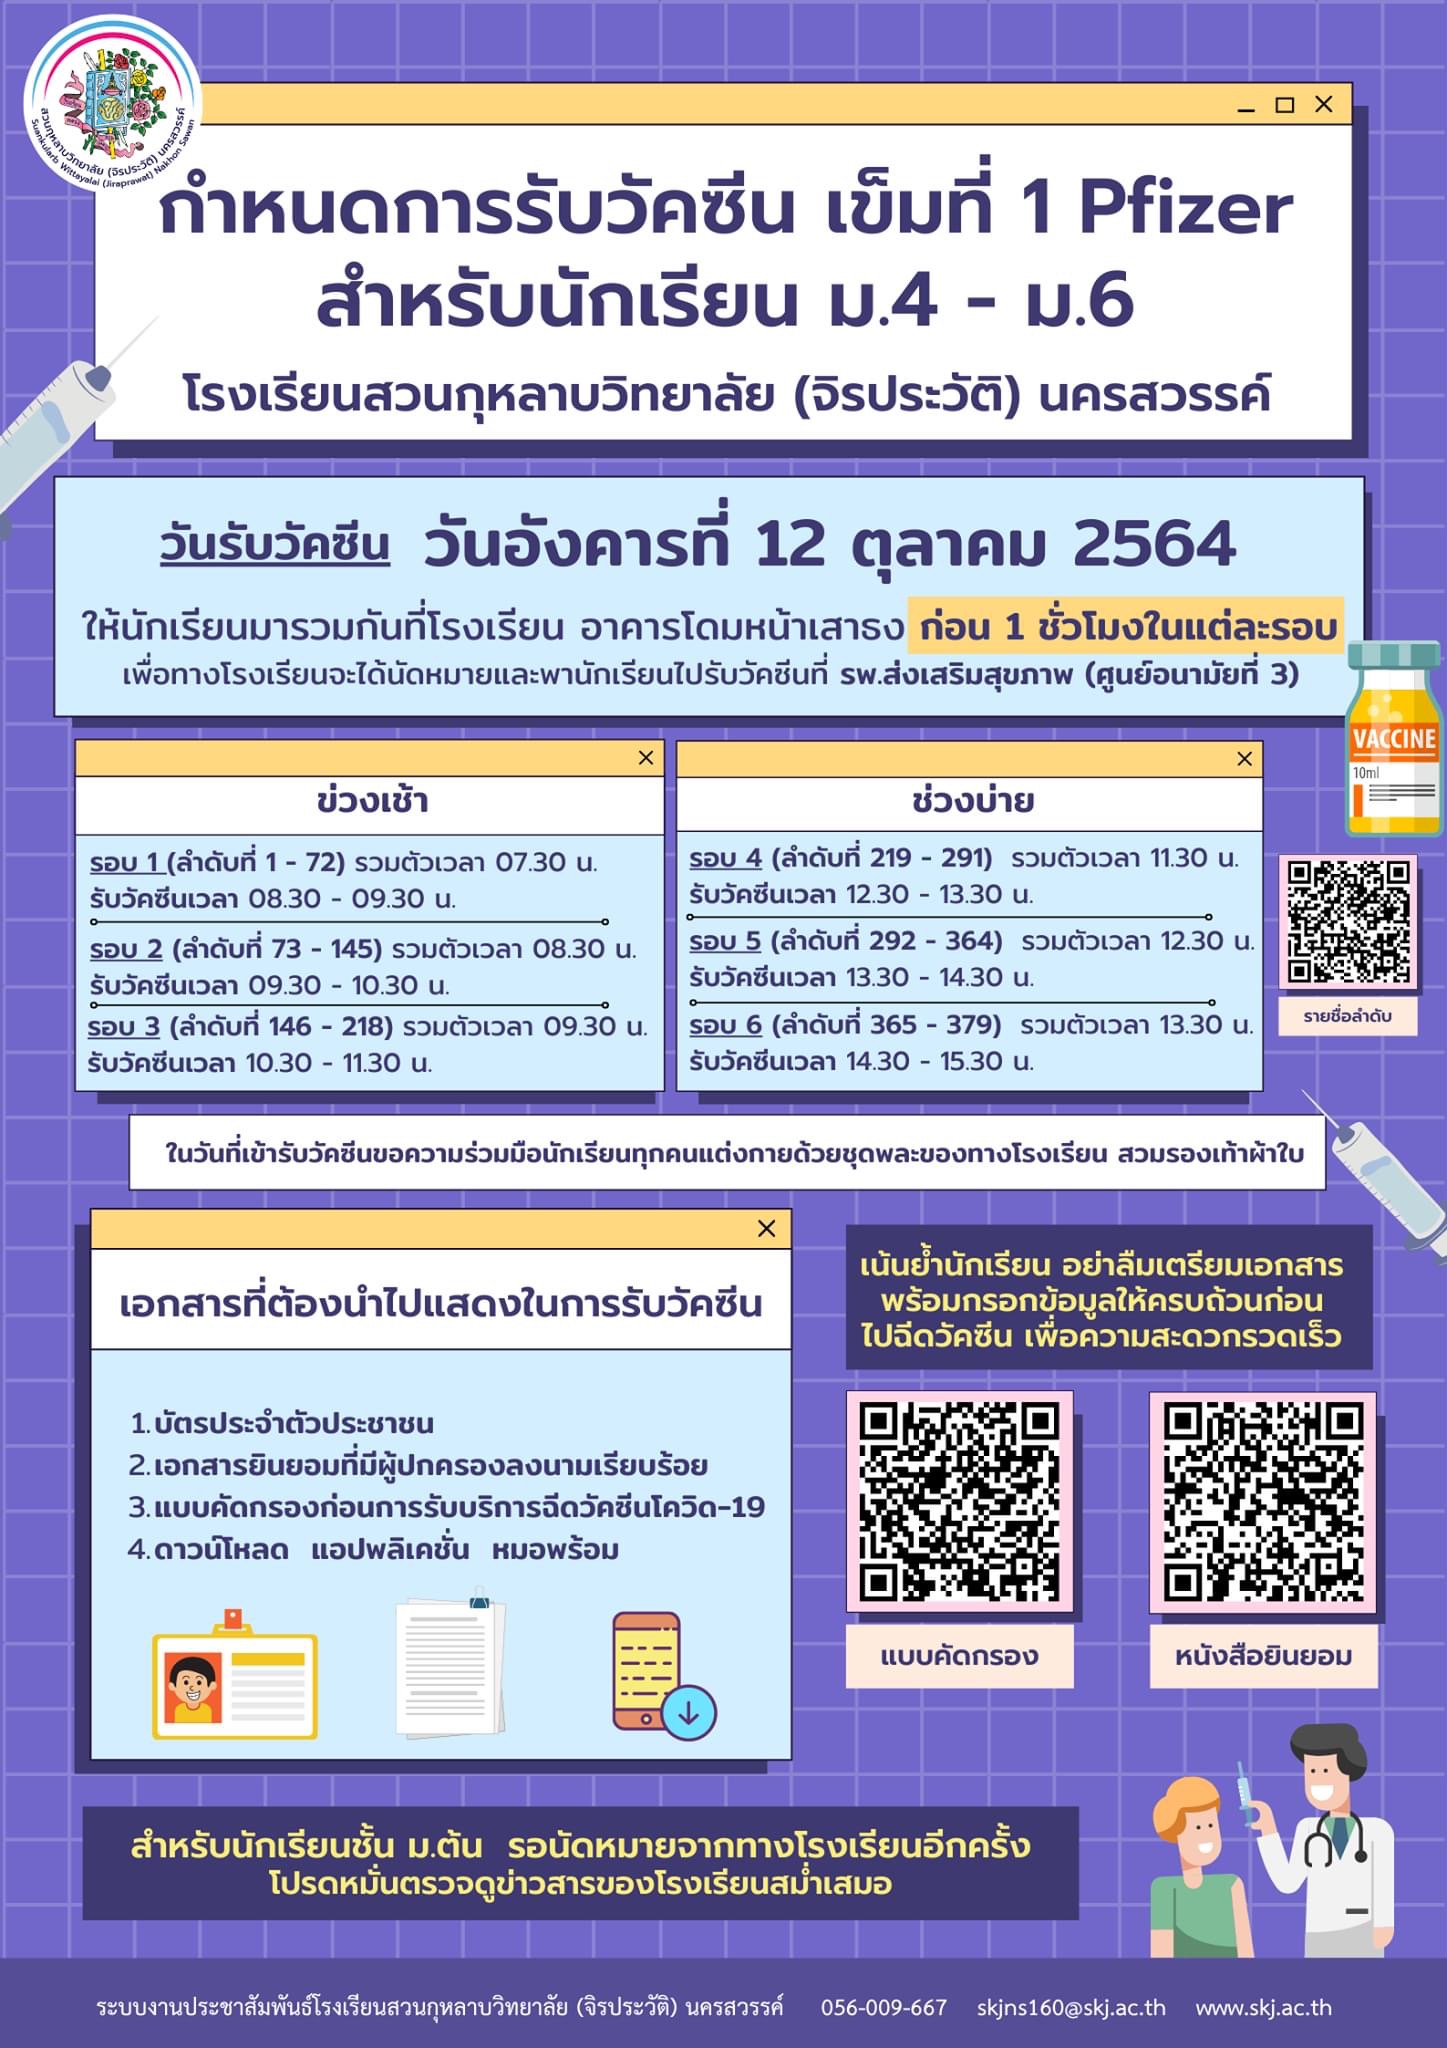 สวนกุหลาบวิทยาลัย (จิรประวัติ) นครสวรรค์
Suankularb Wittayalai (Jiraprawat) Nakhon Sawan
กำหนดการรับวัคซีน เข็มที่ 1 Pfizer
สำหรับนักเรียน ม.4 - ม.6
โรงเรียนสวนกุหลาบวิทยาลัย (จิรประวัติ) นครสวรรค์
วันรับวัคซีน วันอังคารที่ 12 ตุลาคม 2564
ให้นักเรียนมารวมกันที่โรงเรียน อาคารโดมหน้าเสาธง ก่อน 1 ชั่วโมงในแต่ละรอบ
เพื่อทางโรงเรียนจะได้นัดหมายและพานักเรียนไปรับวัคซีนที่ รพ.ส่งเสริมสุขภาพ (ศูนย์อนามัยที่ 3)
VACCINE
10ml
ข่วงเช้า
รอบ 1 (ลำดับที่ 1 - 72) รวมตัวเวลา 07.30 น.
รับวัคซีนเวลา 08.30 - 09.30 น.
รอบ 2 (ลำดับที่ 73 - 145) รวมตัวเวลา 08.30 น.
รับวัคซีนเวลา 09.30 - 10.30 น.
รอบ 3 (ลำดับที่ 146 - 218) รวมตัวเวลา 09.30 น.
รับวัคซีนเวลา 10.30 - 11.30 น.
ช่วงบ่าย
รอบ 4 (ลำดับที่ 219 - 291) รวมตัวเวลา 11.30 น.
รับวัคซีนเวลา 12.30 - 13.30 น.
รอบ 5 (ลำดับที่ 292 - 364) รวมตัวเวลา 12.30 น.
รับวัคซีนเวลา 13.30 - 14.30 น.
รอบ 6 (ลำดับที่ 365 - 379) รวมตัวเวลา 13.30 น.
รับวัคซีนเวลา 14.30 - 15.30 น.
รายชื่อลำดับ
ในวันที่เข้ารับวัคซีนขอความร่วมมือนักเรียนทุกคนแต่งกายด้วยชุดพละของทางโรงเรียน สวมรองเท้าผ้าใบ
เอกสารที่ต้องนำไปแสดงในการรับวัคซีน
1. บัตรประจำตัวประชาชน
2. เอกสารยินยอมที่มีผู้ปกครองลงนามเรียบร้อย
3. แบบคัดกรองก่อนการรับบริการฉีดวัคซีนโควิด-19
4. ดาวน์โหลด แอปพลิเคชั่น หมอพร้อม
เน้นย้ำนักเรียน อย่าลืมเตรียมเอกสาร
พร้อมกรอกข้อมูลให้ครบถ้วนก่อน
ไปฉีดวัคซีน เพื่อความสะดวกรวดเร็ว
แบบคัดกรอง
หนังสือยินยอม
สำหรับนักเรียนชั้น ม.ต้น รอนัดหมายจากทางโรงเรียนอีกครั้ง
โปรดหมั่นตรวจดูข่าวสารของโรงเรียนสม่ำเสมอ
ระบบงานประชาสัมพันธ์โรงเรียนสวนกุหลาบวิทยาลัย (จิรประวัติ) นครสวรรค์ 056-009-667 skjns160@skj.ac.th www.skj.ac.th